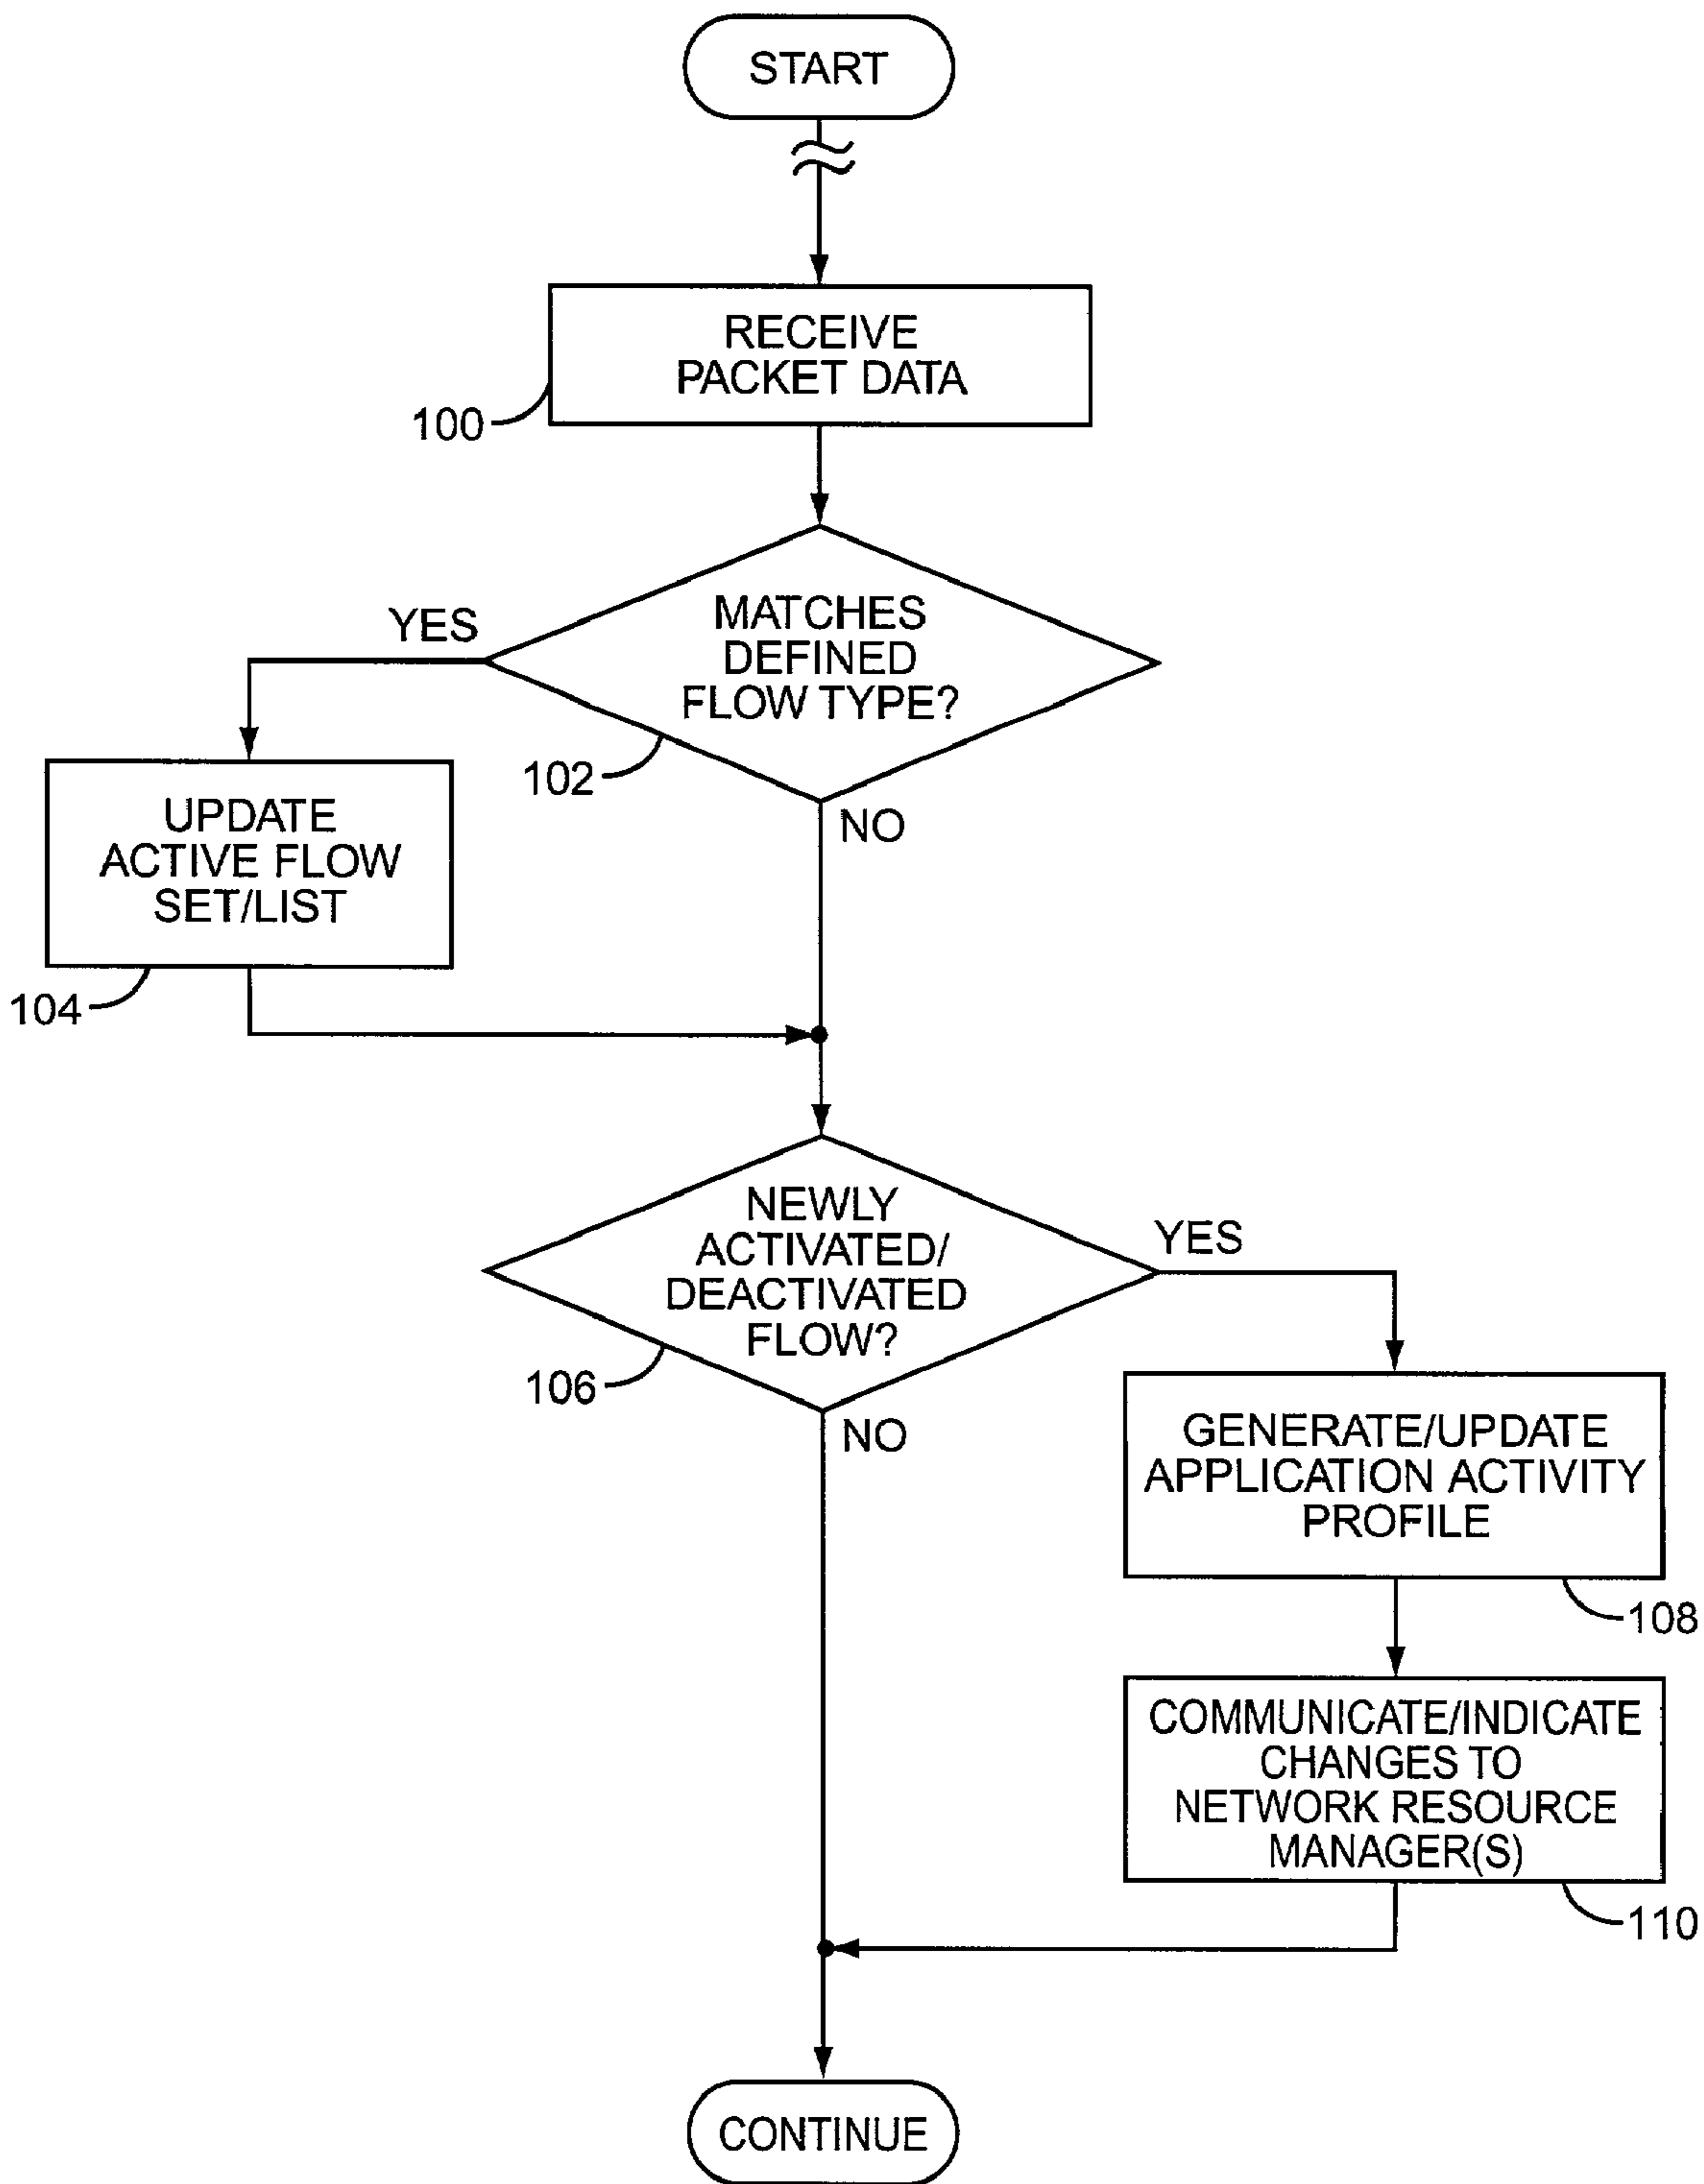 START
RECEIVE
PACKET DATA
100
MATCHES
DEFINED
FLOW TYPE?
YES
102
NO
UPDATE
ACTIVE FLOW
SET/LIST
104
NEWLY
ACTIVATED/
DEACTIVATED
FLOW?
YES
106
NO
GENERATE/UPDATE
APPLICATION ACTIVITY
PROFILE
108
COMMUNICATE/INDICATE
CHANGES TO
NETWORK RESOURCE
MANAGER(S)
110
CONTINUE